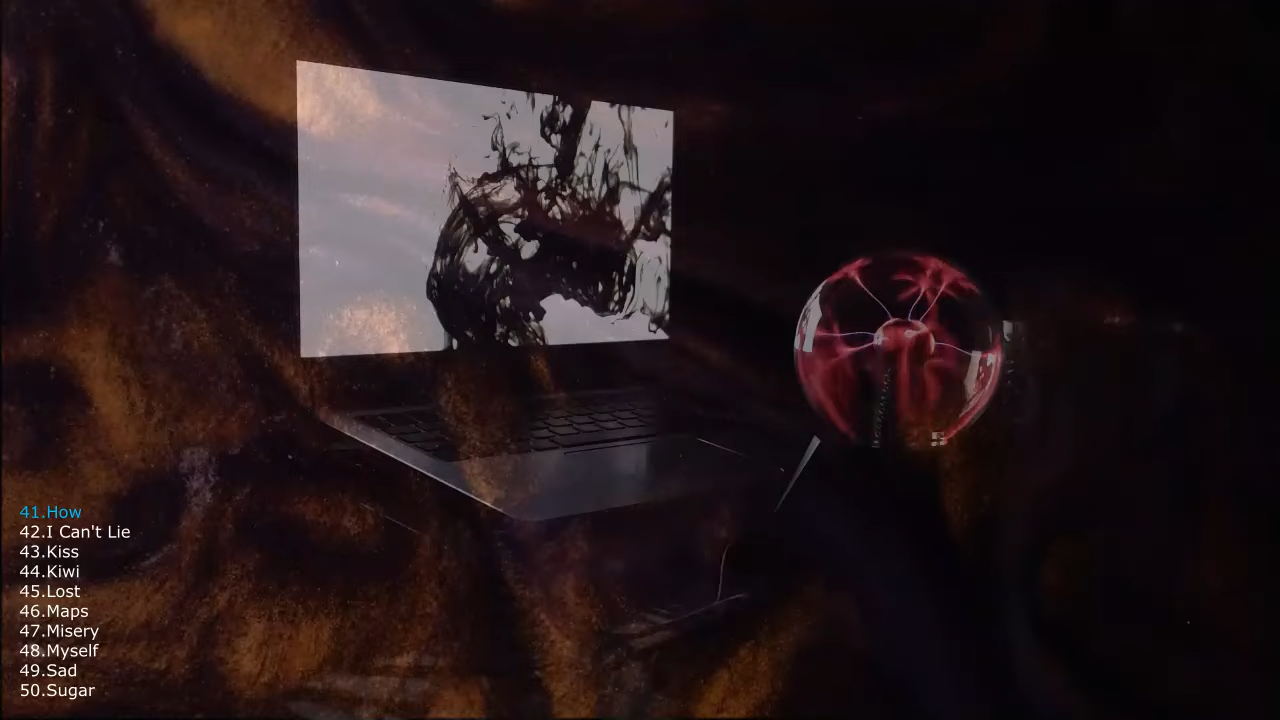 41.How
42.I Can't Lie
43.Kiss
44.Kiwi
45.Lost
46.Maps
47.Misery
48.Myself
49.Sad
50.Sugar